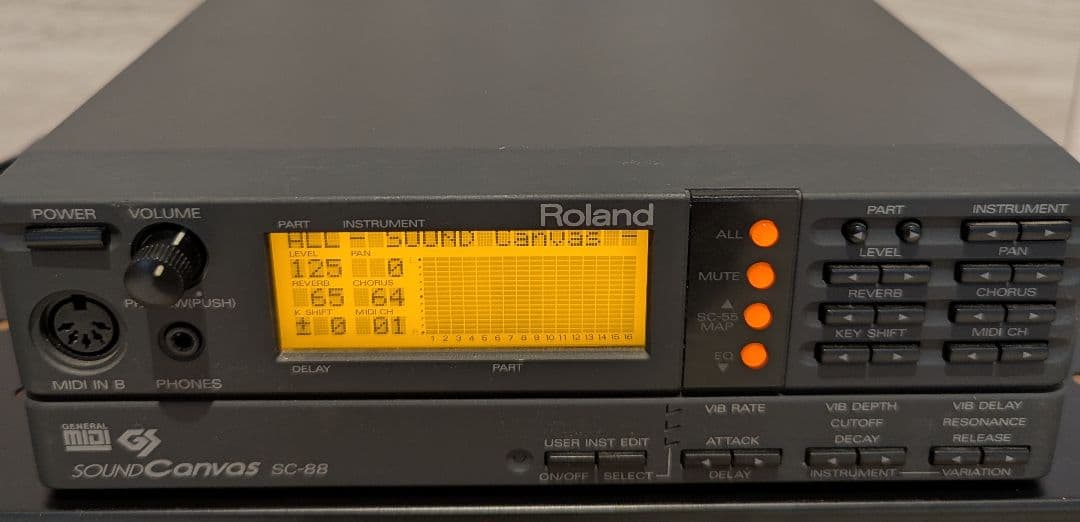 POWER
VOLUME
(PUSH)
MIDI IN B
PHONES
PART INSTRUMENT
Roland
ALL - SOUND Canvas -
LEVEL PAN
125 0
REVERB CHORUS
65 64
K SHIFT MIDI CH
± 0 01
1 2 3 4 5 6 7 8 9 10 11 12 13 14 15 16
DELAY PART
ALL
MUTE
SC-55
MAP
EQ
PART INSTRUMENT
LEVEL PAN
REVERB CHORUS
KEY SHIFT MIDI CH
GENERAL
MIDI GS
SOUND Canvas SC-88
USER INST EDIT
ON/OFF SELECT
VIB RATE VIB DEPTH VIB DELAY
CUTOFF RESONANCE
ATTACK DECAY RELEASE
DELAY INSTRUMENT VARIATION